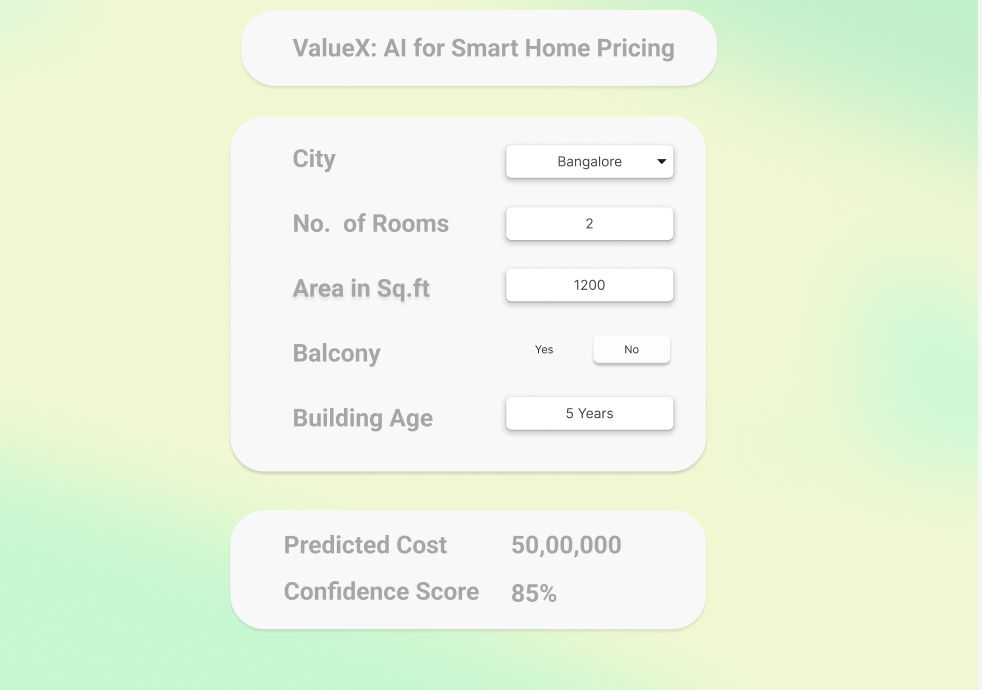 ValueX: AI for Smart Home Pricing
City Bangalore
No. of Rooms 2
Area in Sq.ft 1200
Balcony Yes No
Building Age 5 Years
Predicted Cost 50,00,000
Confidence Score 85%